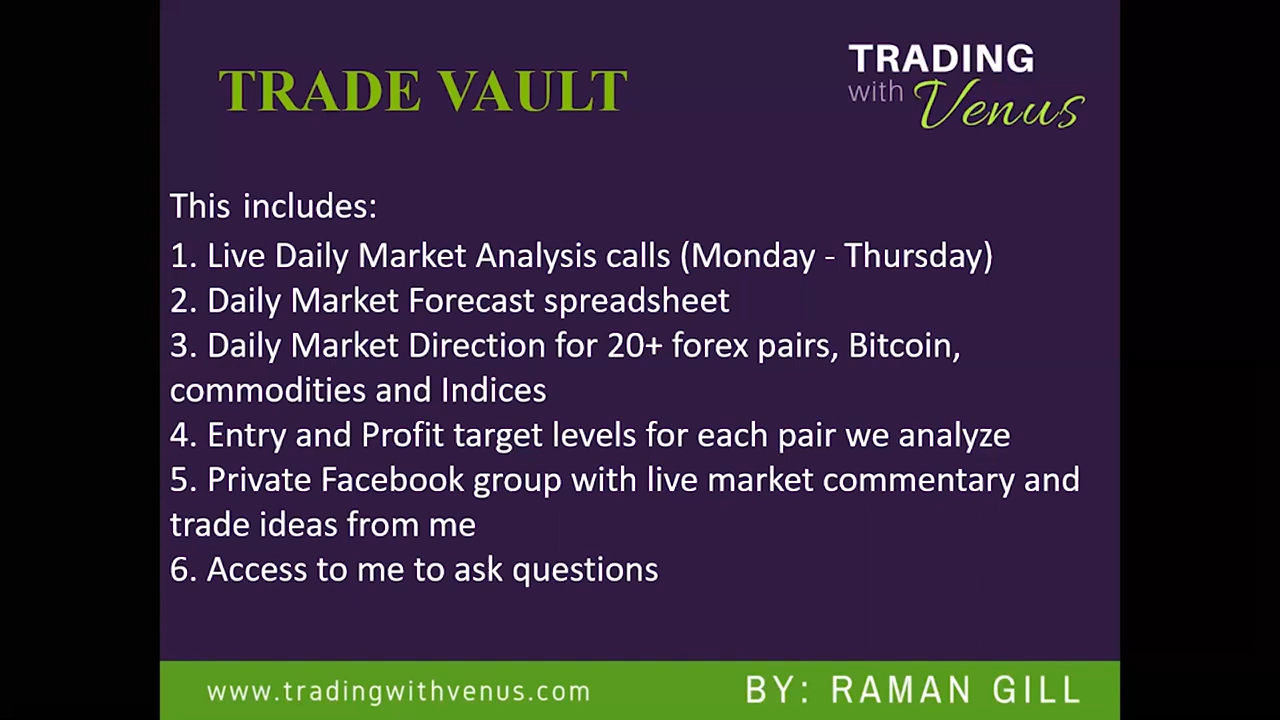 TRADE VAULT
TRADING
with Venus
This includes:
1. Live Daily Market Analysis calls (Monday - Thursday)
2. Daily Market Forecast spreadsheet
3. Daily Market Direction for 20+ forex pairs, Bitcoin,
commodities and Indices
4. Entry and Profit target levels for each pair we analyze
5. Private Facebook group with live market commentary and
trade ideas from me
6. Access to me to ask questions
www.tradingwithvenus.com
BY: RAMAN GILL